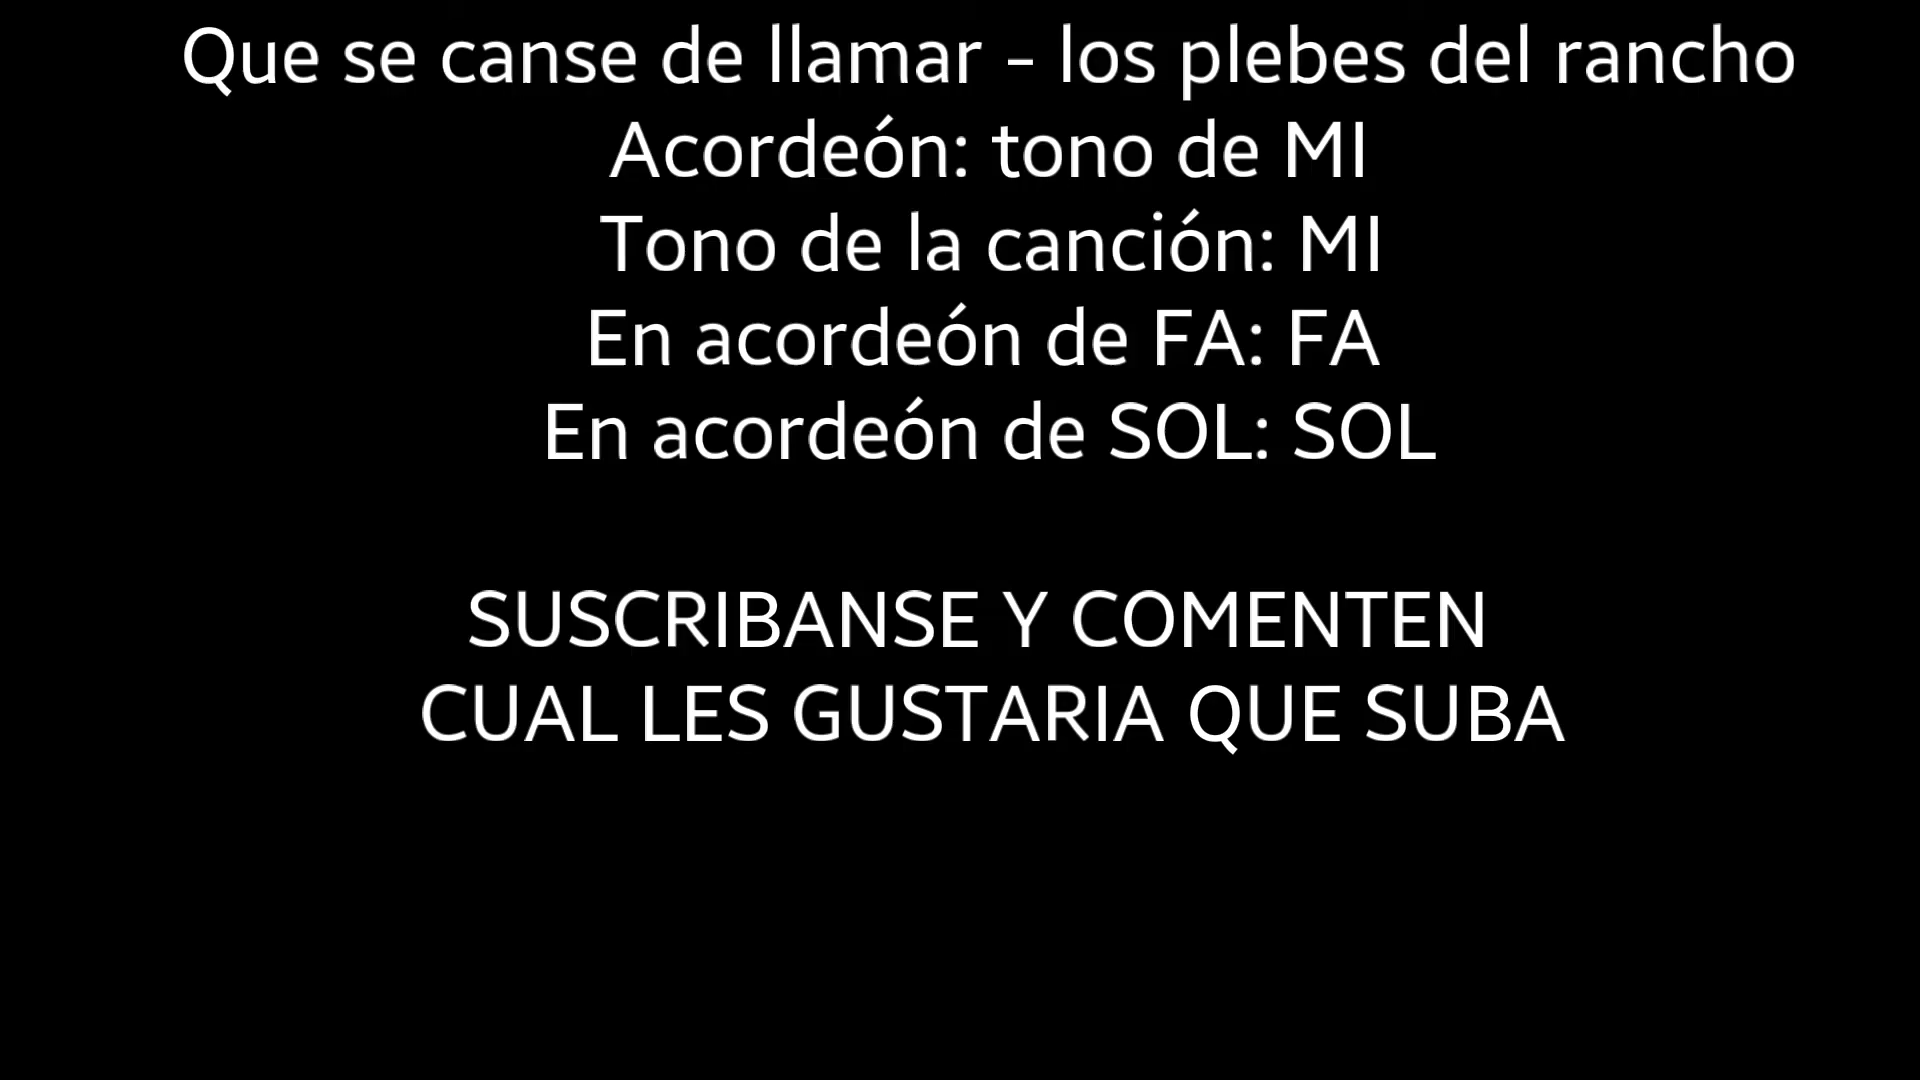 Que se canse de llamar - los plebes del rancho
Acordeón: tono de MI
Tono de la canción: MI
En acordeón de FA: FA
En acordeón de SOL: SOL
SUSCRIBANSE Y COMENTEN
CUAL LES GUSTARIA QUE SUBA